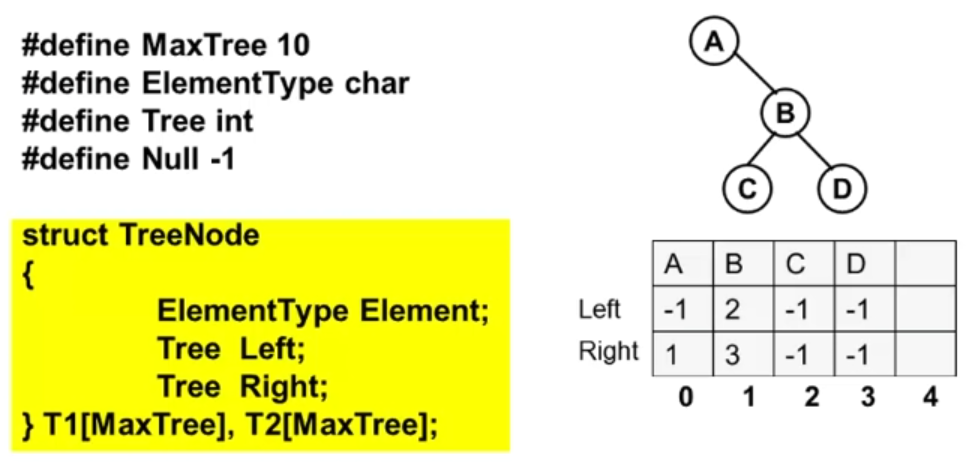 #define MaxTree 10
#define ElementType char
#define Tree int
#define Null -1
struct TreeNode
{
ElementType Element;
Tree Left;
Tree Right;
} T1[MaxTree], T2[MaxTree];
A
B
C D
A B C D
Left -1 2 -1 -1
Right 1 3 -1 -1
0 1 2 3 4